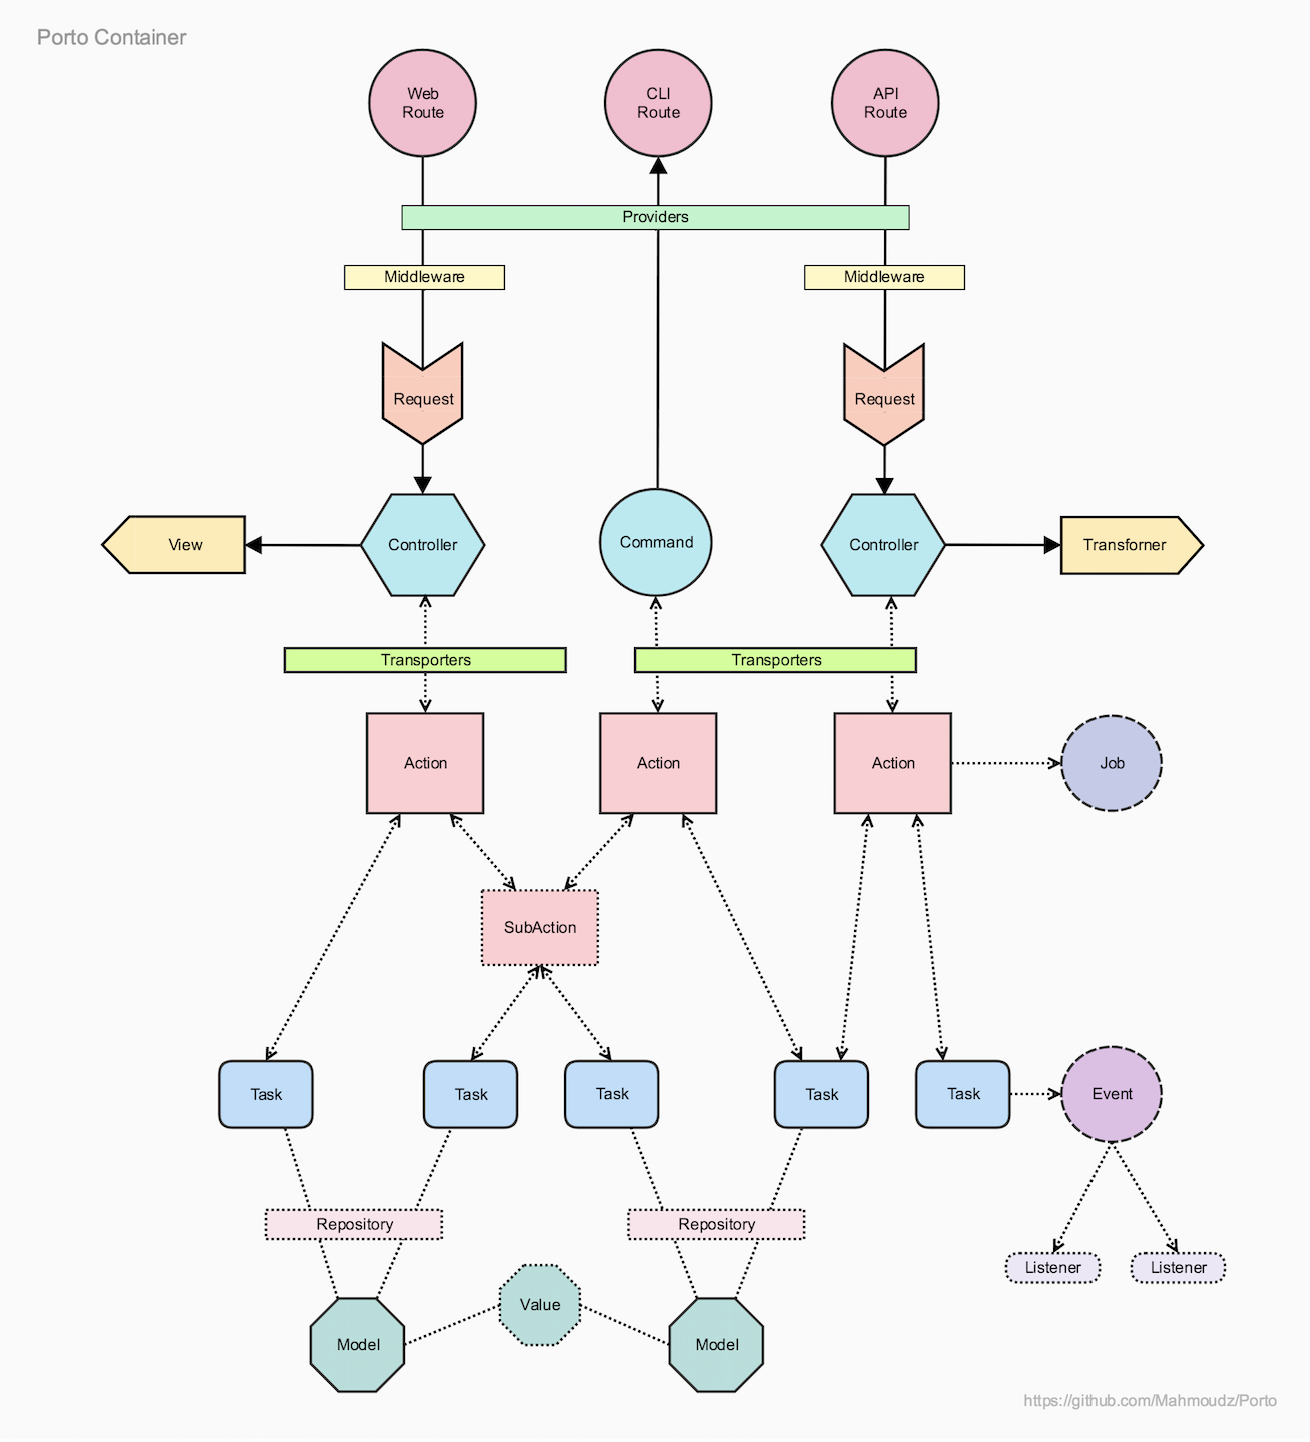 Porto Container
Web
Route
CLI
Route
API
Route
Providers
Middleware
Middleware
Request
Request
View
Controller
Command
Controller
Transforner
Transporters
Transporters
Action
Action
Action
Job
SubAction
Task
Task
Task
Task
Task
Event
Repository
Repository
Listener
Listener
Value
Model
Model
https://github.com/Mahmoudz/Porto